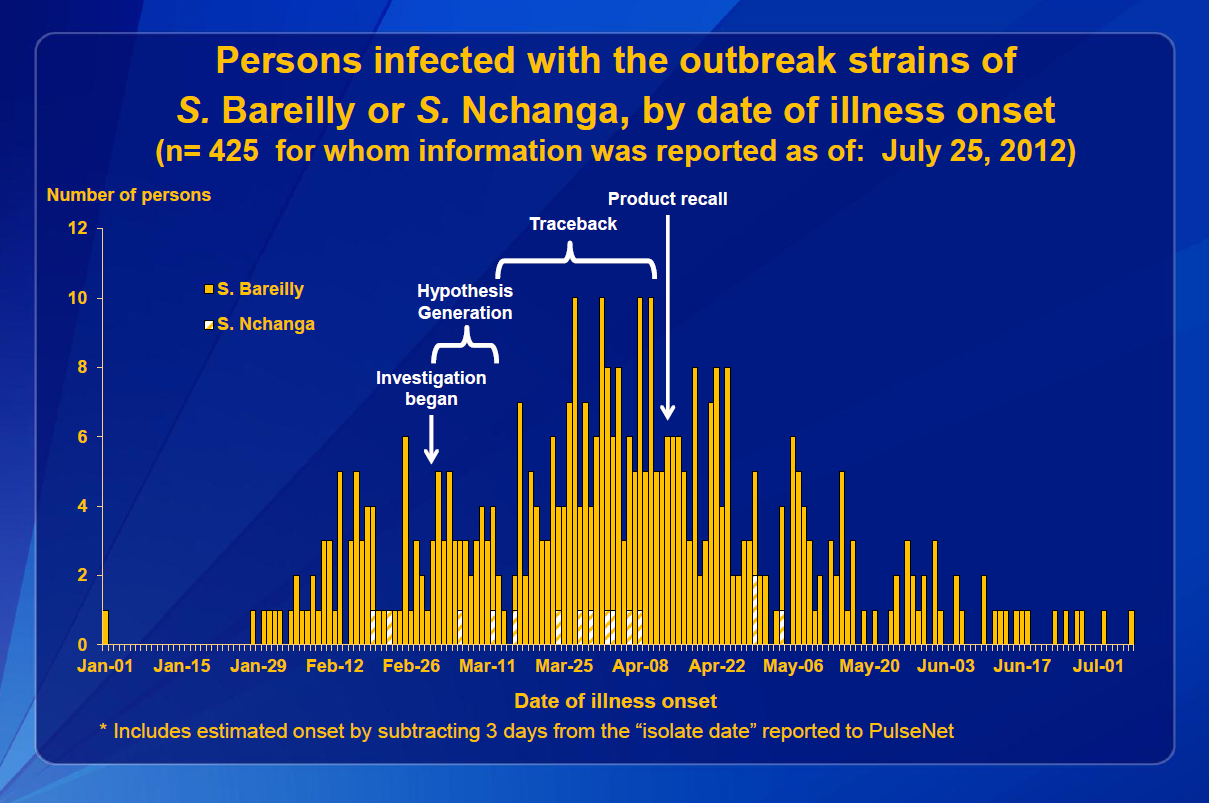 Persons infected with the outbreak strains of
S. Bareilly or S. Nchanga, by date of illness onset
(n= 425 for whom information was reported as of: July 25, 2012)
Number of persons
Product recall
Traceback
12
S. Bareilly
10
Hypothesis
Generation
S. Nchanga
8
Investigation
began
6
4
2
0
Jan-01 Jan-15 Jan-29 Feb-12 Feb-26 Mar-11 Mar-25 Apr-08 Apr-22 May-06 May-20 Jun-03 Jun-17 Jul-01
Date of illness onset
* Includes estimated onset by subtracting 3 days from the “isolate date” reported to PulseNet